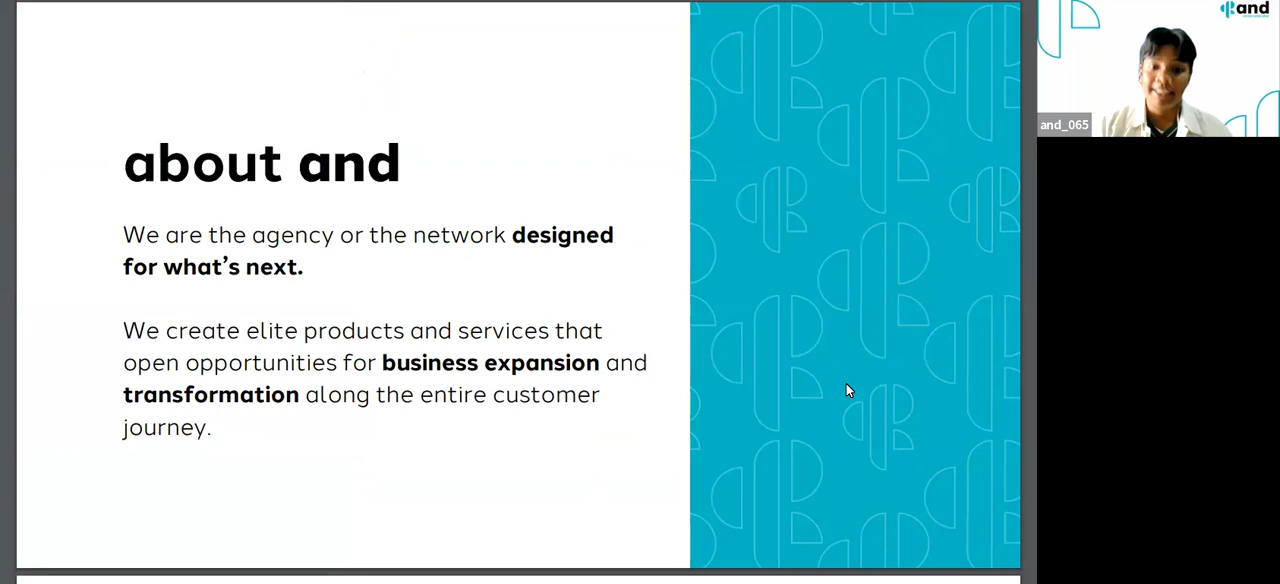 about and
We are the agency or the network designed
for what’s next.
We create elite products and services that
open opportunities for business expansion and
transformation along the entire customer
journey.
and
and_065